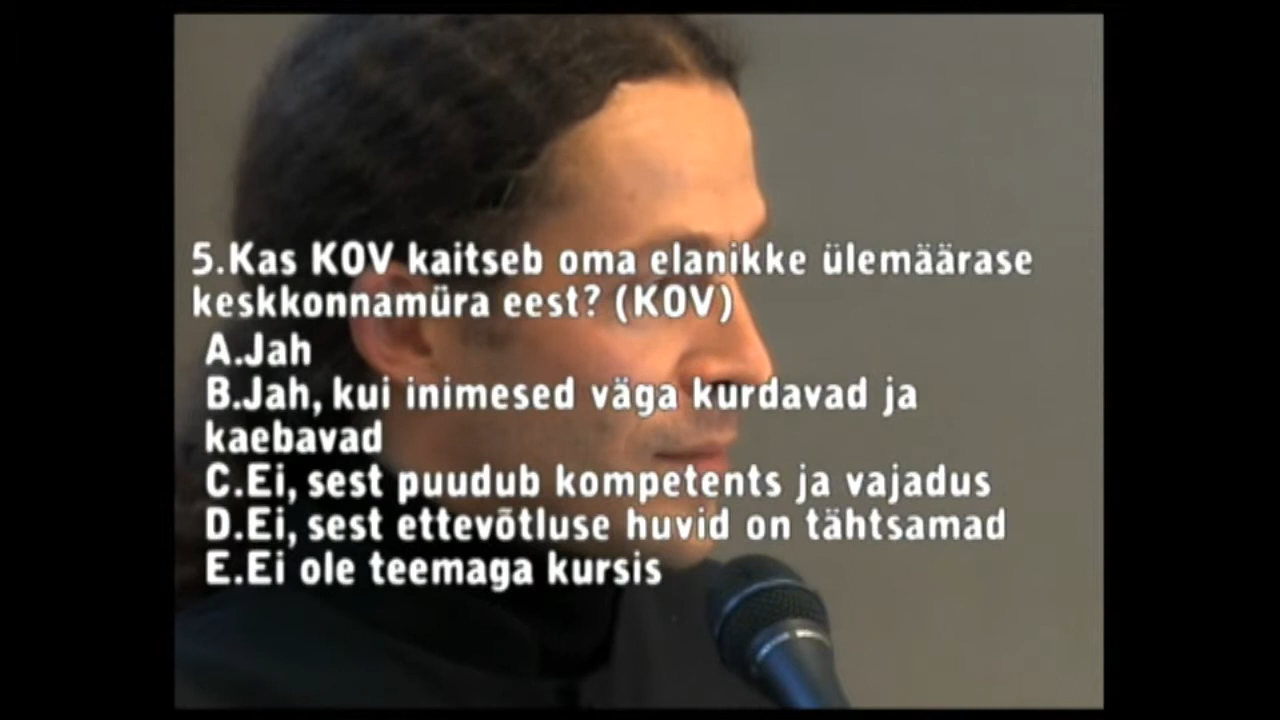 5.Kas KOV kaitseb oma elanikke ülemäärase
keskkonnamüra eest? (KOV)
A.Jah
B.Jah, kui inimesed väga kurdavad ja
kaebavad
C.Ei, sest puudub kompetents ja vajadus
D.Ei, sest ettevõtluse huvid on tähtsamad
E.Ei ole teemaga kursis